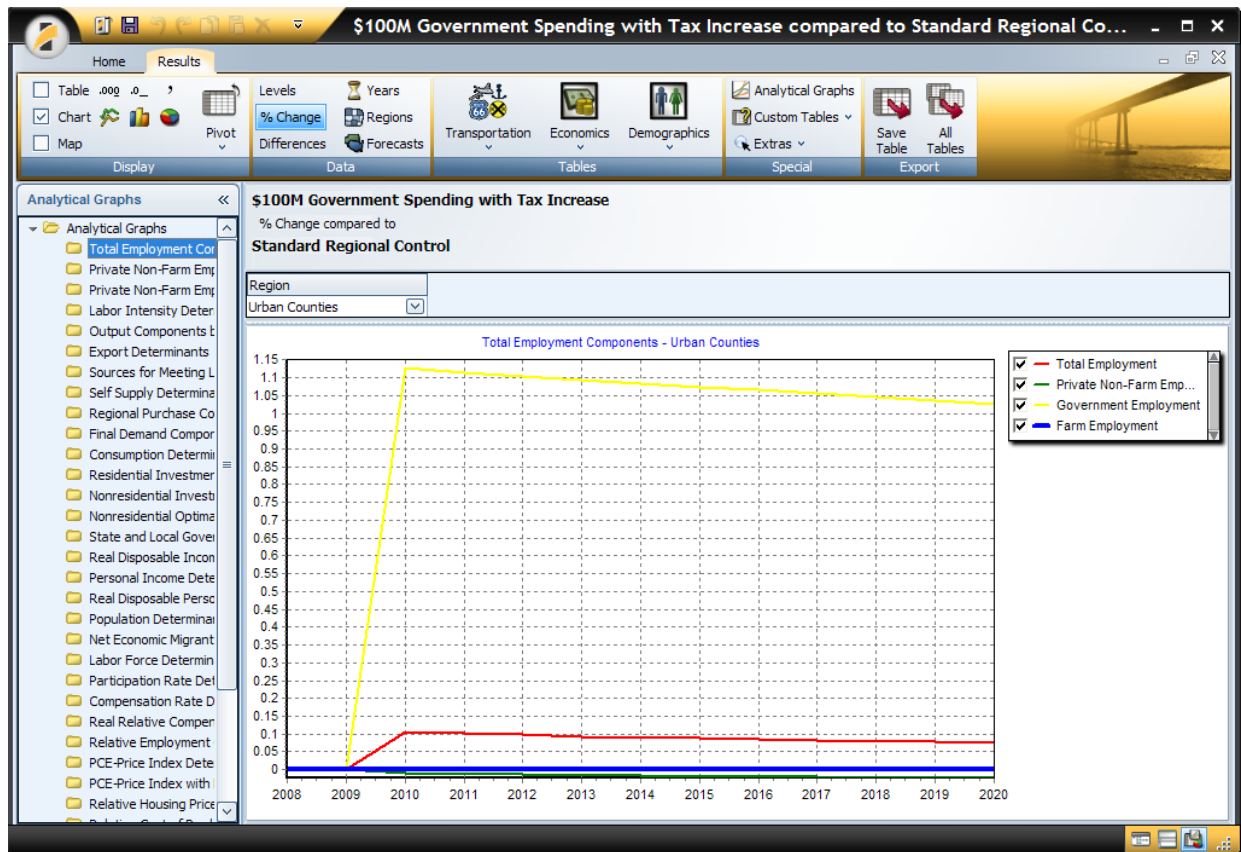 $100M Government Spending with Tax Increase compared to Standard Regional Co...
Home Results
Table .000 .0_ ,
Chart
Map
Pivot
Display
Levels
% Change
Differences
Years
Regions
Forecasts
Data
Transportation
Economics
Demographics
Tables
Analytical Graphs
Custom Tables
Extras
Special
Save Table
All Tables
Export
Analytical Graphs «
Analytical Graphs
Total Employment Cor
Private Non-Farm Emp
Private Non-Farm Emp
Labor Intensity Deter
Output Components b
Export Determinants
Sources for Meeting L
Self Supply Determina
Regional Purchase Co
Final Demand Compor
Consumption Determi
Residential Investmer
Nonresidential Investi
Nonresidential Optima
State and Local Gover
Real Disposable Incom
Personal Income Dete
Real Disposable Perso
Population Determinar
Net Economic Migrant
Labor Force Determin
Participation Rate Det
Compensation Rate D
Real Relative Comper
Relative Employment
PCE-Price Index Dete
PCE-Price Index with
Relative Housing Price
$100M Government Spending with Tax Increase
% Change compared to
Standard Regional Control
Region
Urban Counties
Total Employment Components - Urban Counties
1.15
1.1
1.05
1
0.95
0.9
0.85
0.8
0.75
0.7
0.65
0.6
0.55
0.5
0.45
0.4
0.35
0.3
0.25
0.2
0.15
0.1
0.05
0
2008 2009 2010 2011 2012 2013 2014 2015 2016 2017 2018 2019 2020
Total Employment
Private Non-Farm Emp...
Government Employment
Farm Employment